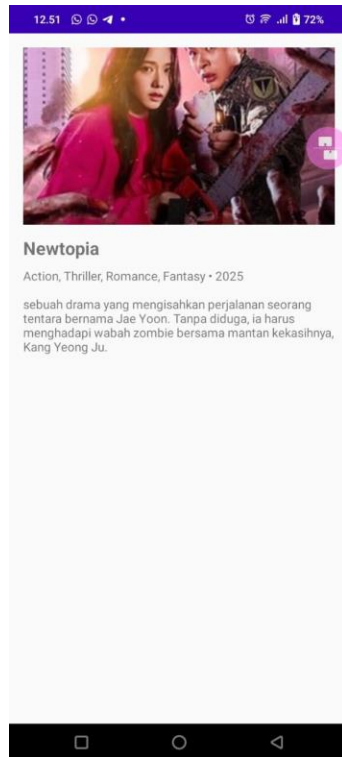 12.51
72%
Newtopia
Action, Thriller, Romance, Fantasy • 2025
sebuah drama yang mengisahkan perjalanan seorang
tentara bernama Jae Yoon. Tanpa diduga, ia harus
menghadapi wabah zombie bersama mantan kekasihnya,
Kang Yeong Ju.